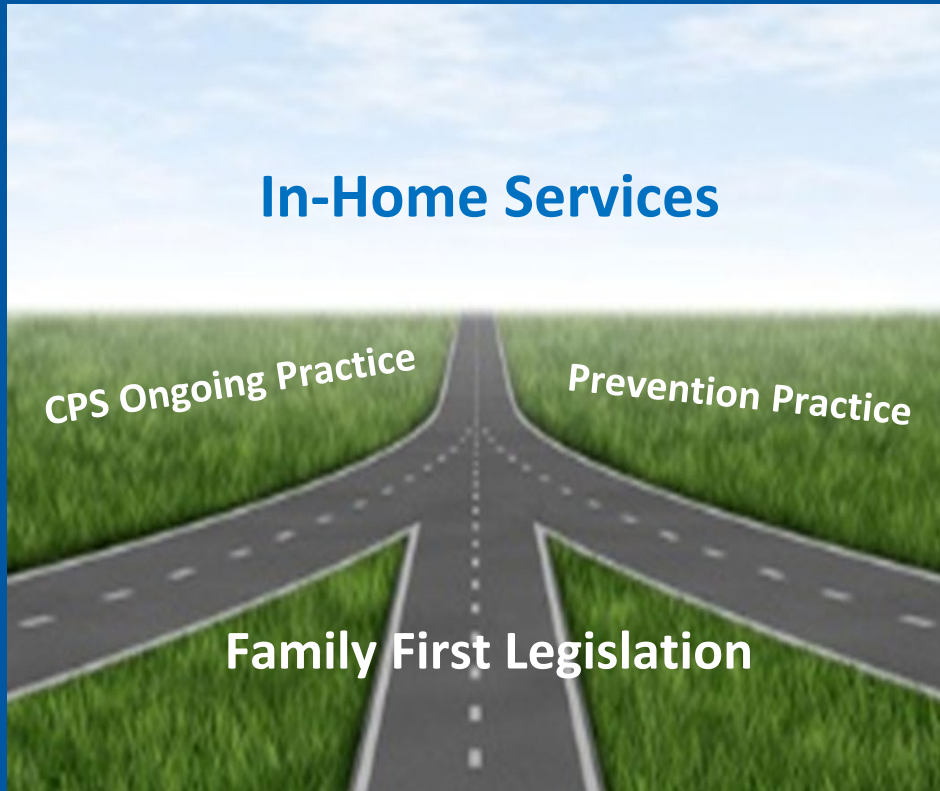 In-Home Services
CPS Ongoing Practice
Prevention Practice
Family First Legislation